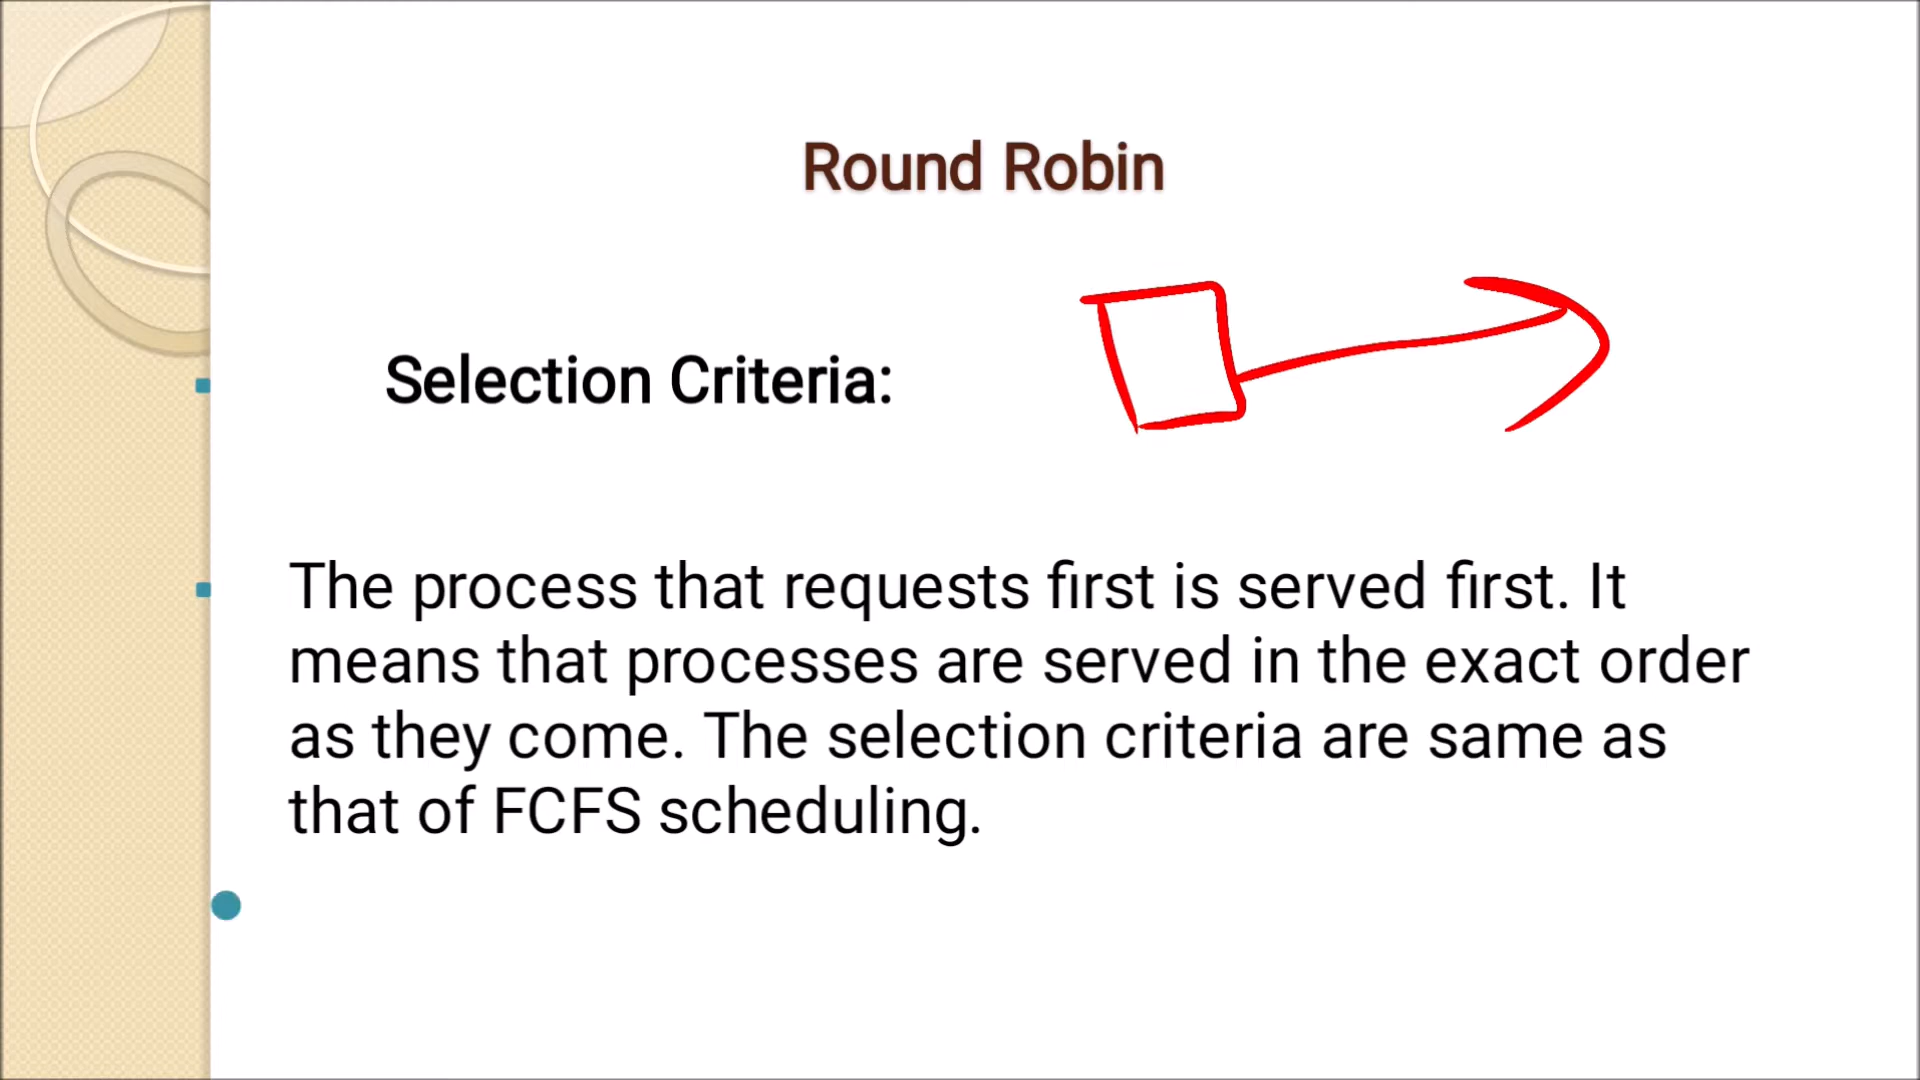 Round Robin
Selection Criteria:
The process that requests first is served first. It
means that processes are served in the exact order
as they come. The selection criteria are same as
that of FCFS scheduling.